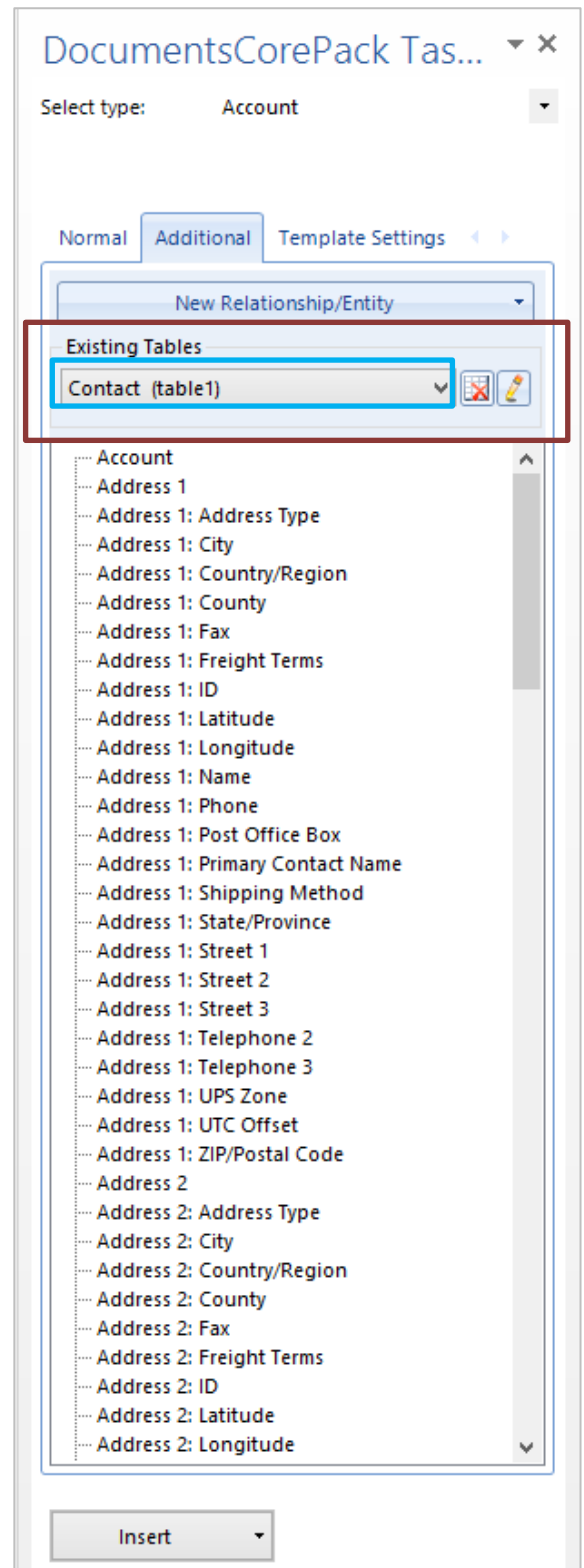 DocumentsCorePack Tas...
Select type: Account
Normal Additional Template Settings
New Relationship/Entity
Existing Tables
Contact (table1)
Account
Address 1
Address 1: Address Type
Address 1: City
Address 1: Country/Region
Address 1: County
Address 1: Fax
Address 1: Freight Terms
Address 1: ID
Address 1: Latitude
Address 1: Longitude
Address 1: Name
Address 1: Phone
Address 1: Post Office Box
Address 1: Primary Contact Name
Address 1: Shipping Method
Address 1: State/Province
Address 1: Street 1
Address 1: Street 2
Address 1: Street 3
Address 1: Telephone 2
Address 1: Telephone 3
Address 1: UPS Zone
Address 1: UTC Offset
Address 1: ZIP/Postal Code
Address 2
Address 2: Address Type
Address 2: City
Address 2: Country/Region
Address 2: County
Address 2: Fax
Address 2: Freight Terms
Address 2: ID
Address 2: Latitude
Address 2: Longitude
Insert